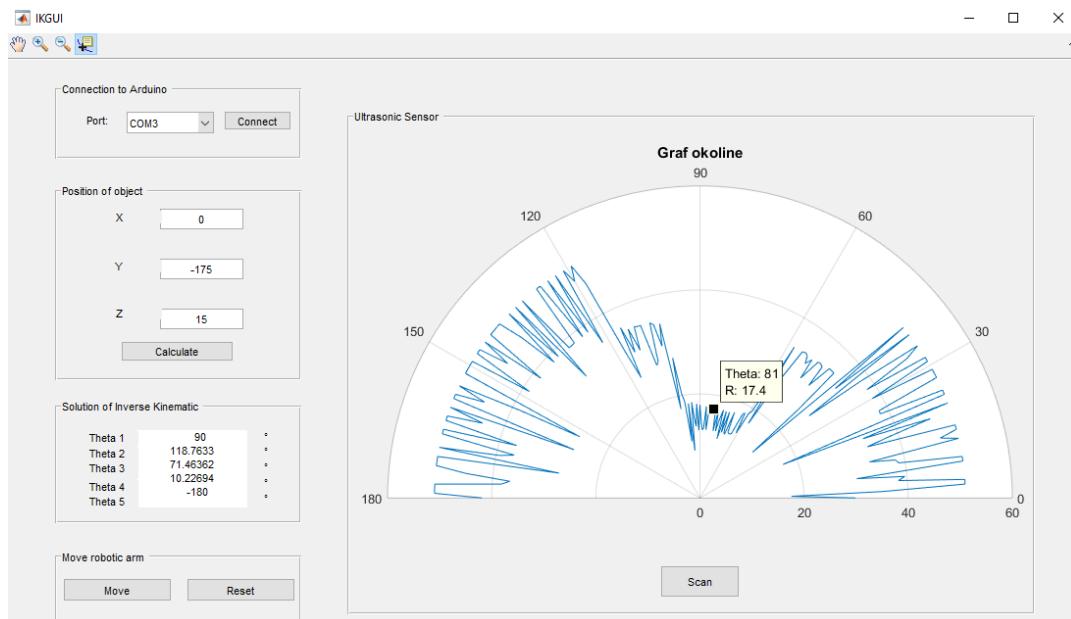 IKGUI
Connection to Arduino
Port:
COM3
Connect
Position of object
X
0
Y
-175
Z
15
Calculate
Solution of Inverse Kinematic
Theta 1 90 °
Theta 2 118.7633 °
Theta 3 71.46362 °
Theta 4 10.22694 °
Theta 5 -180 °
Move robotic arm
Move
Reset
Ultrasonic Sensor
Graf okoline
90
120
60
150
30
Theta: 81
R: 17.4
180
0
0
20
40
60
Scan